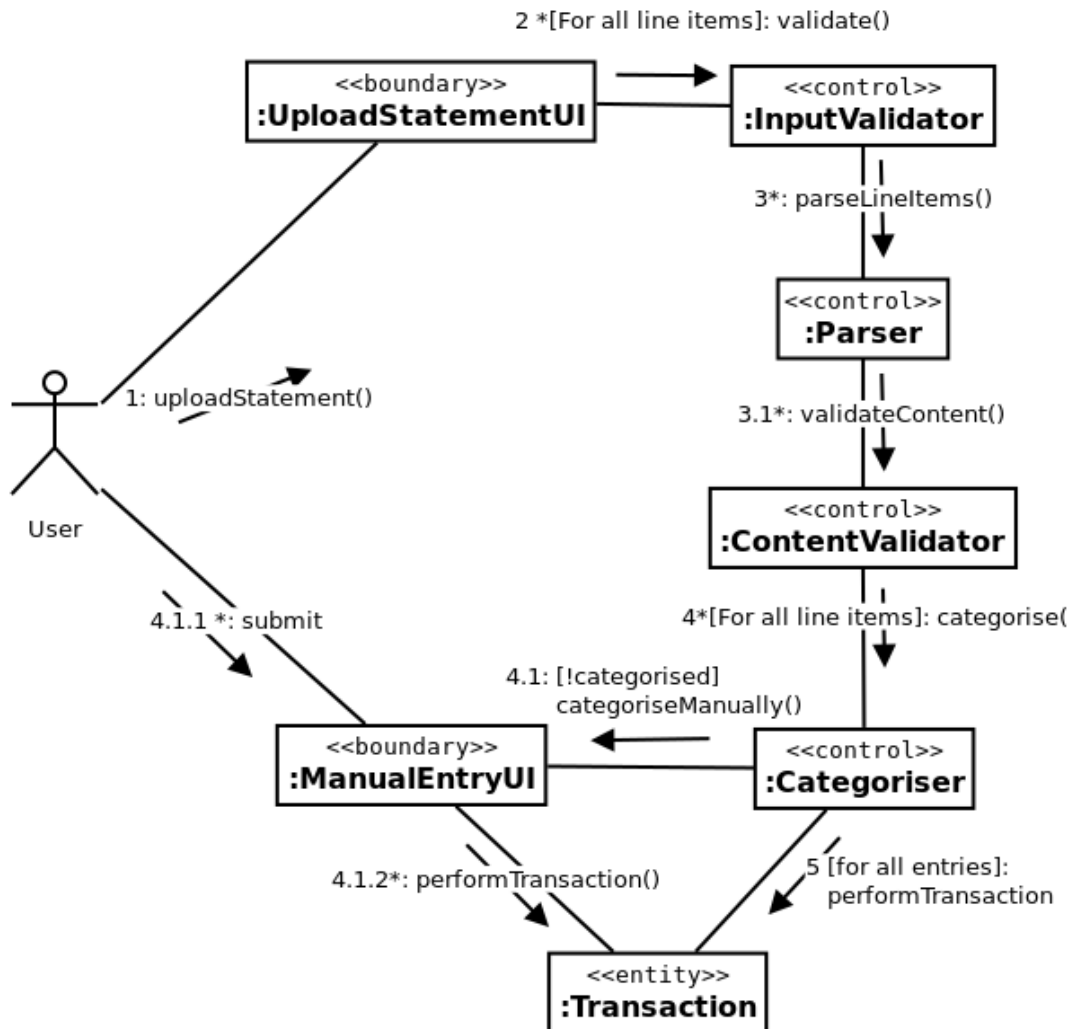 2 *[For all line items]: validate()
<<boundary>>
:UploadStatementUI
<<control>>
:InputValidator
3*: parseLineItems()
<<control>>
:Parser
1: uploadStatement()
3.1*: validateContent()
User
<<control>>
:ContentValidator
4.1.1 *: submit
4*[For all line items]: categorise(
4.1: [!categorised]
categoriseManually()
<<boundary>>
:ManualEntryUI
<<control>>
:Categoriser
4.1.2*: performTransaction()
5 [for all entries]:
performTransaction
<<entity>>
:Transaction